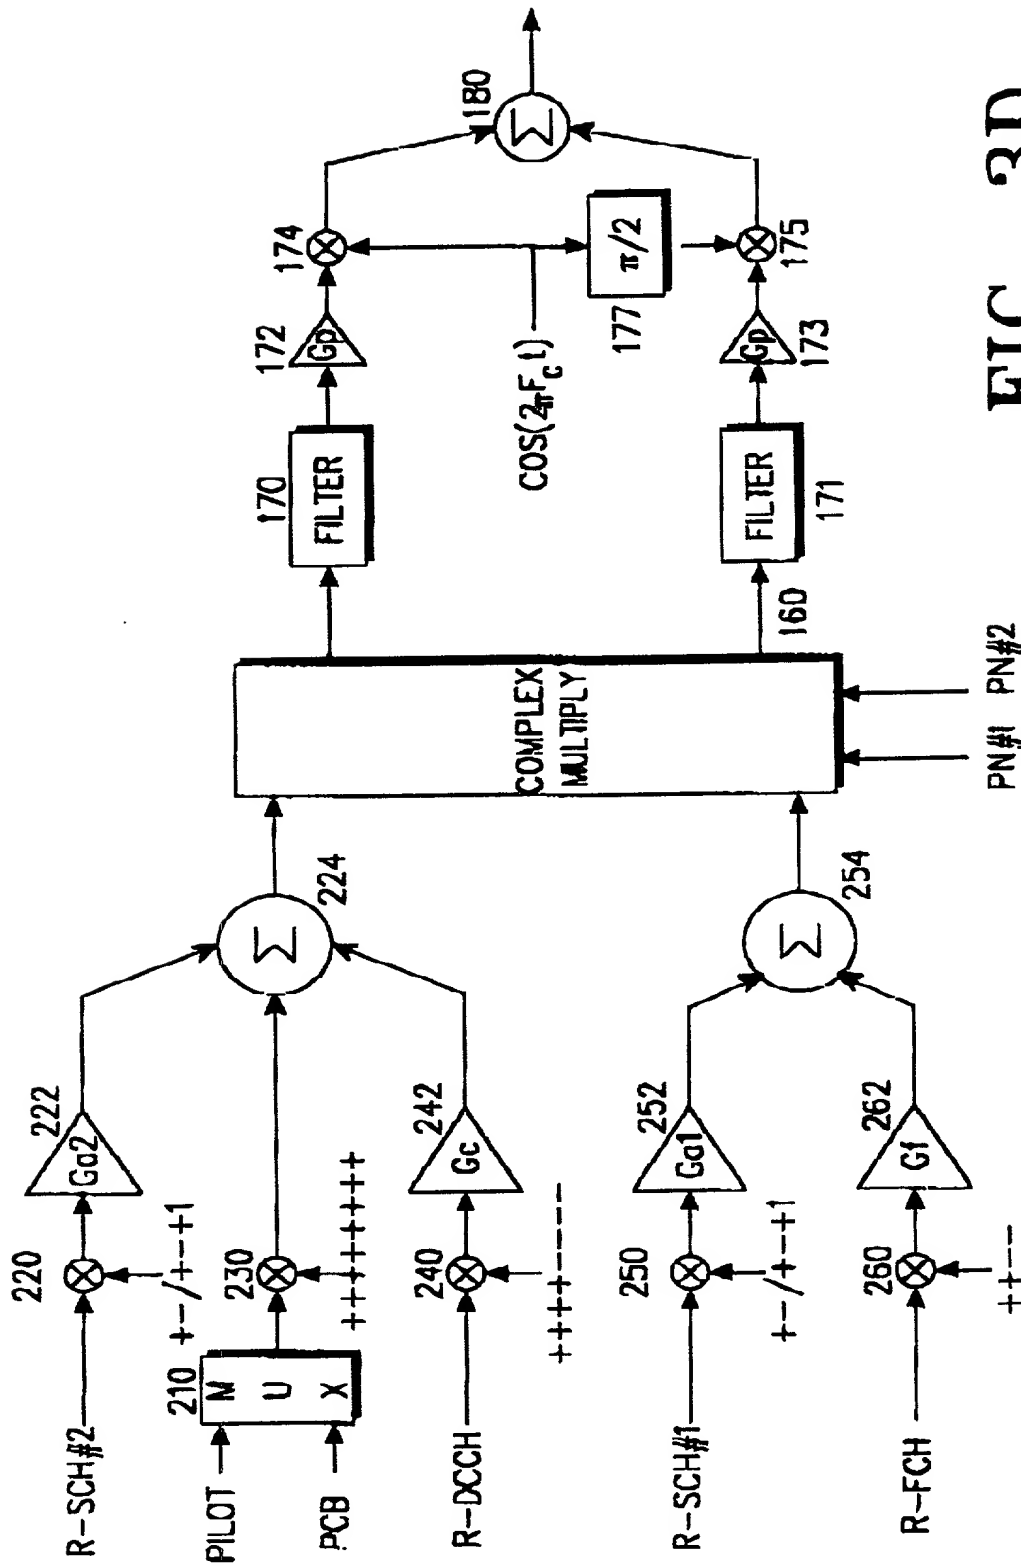 R-SCH#2
220
Ga2
222
+-/+--+1
PILOT
PCB
210
M
U
X
230
++++++++
R-DCCH
240
Gc
242
++++----
Σ
224
R-SCH#1
250
Ga1
252
+-/+--+1
R-FCH
260
Gf
262
++--
Σ
254
COMPLEX
MULTIPLY
PN#1
PN#2
160
170
FILTER
172
Gp
174
COS(2πFc t)
π/2
177
FILTER
171
Gp
173
175
Σ
180
FIG. 3D